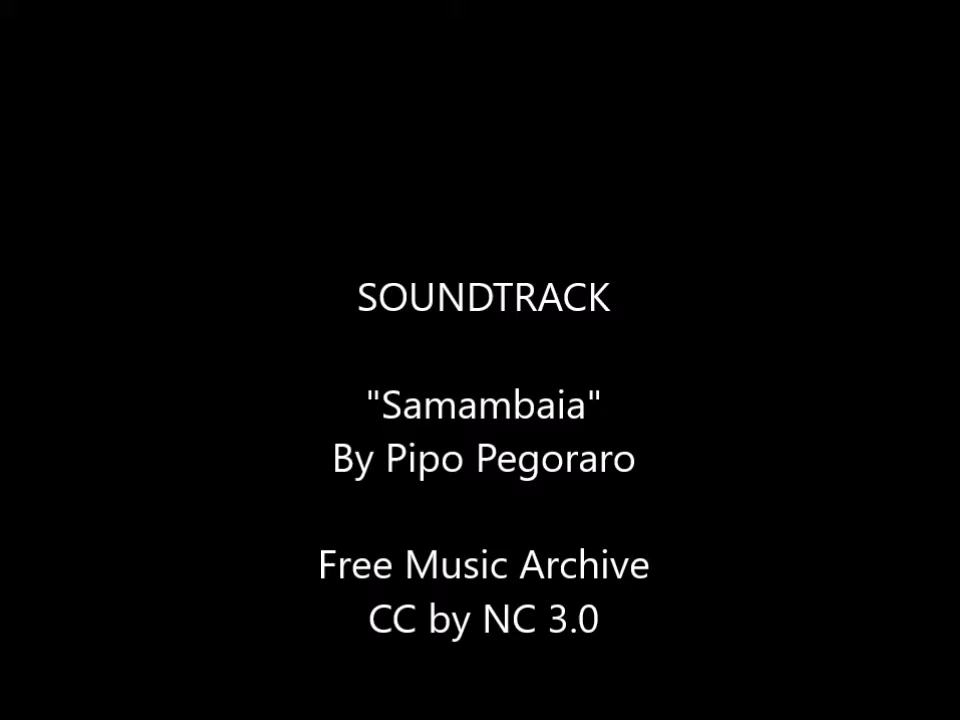 SOUNDTRACK
"Samambaia"
By Pipo Pegoraro
Free Music Archive
CC by NC 3.0